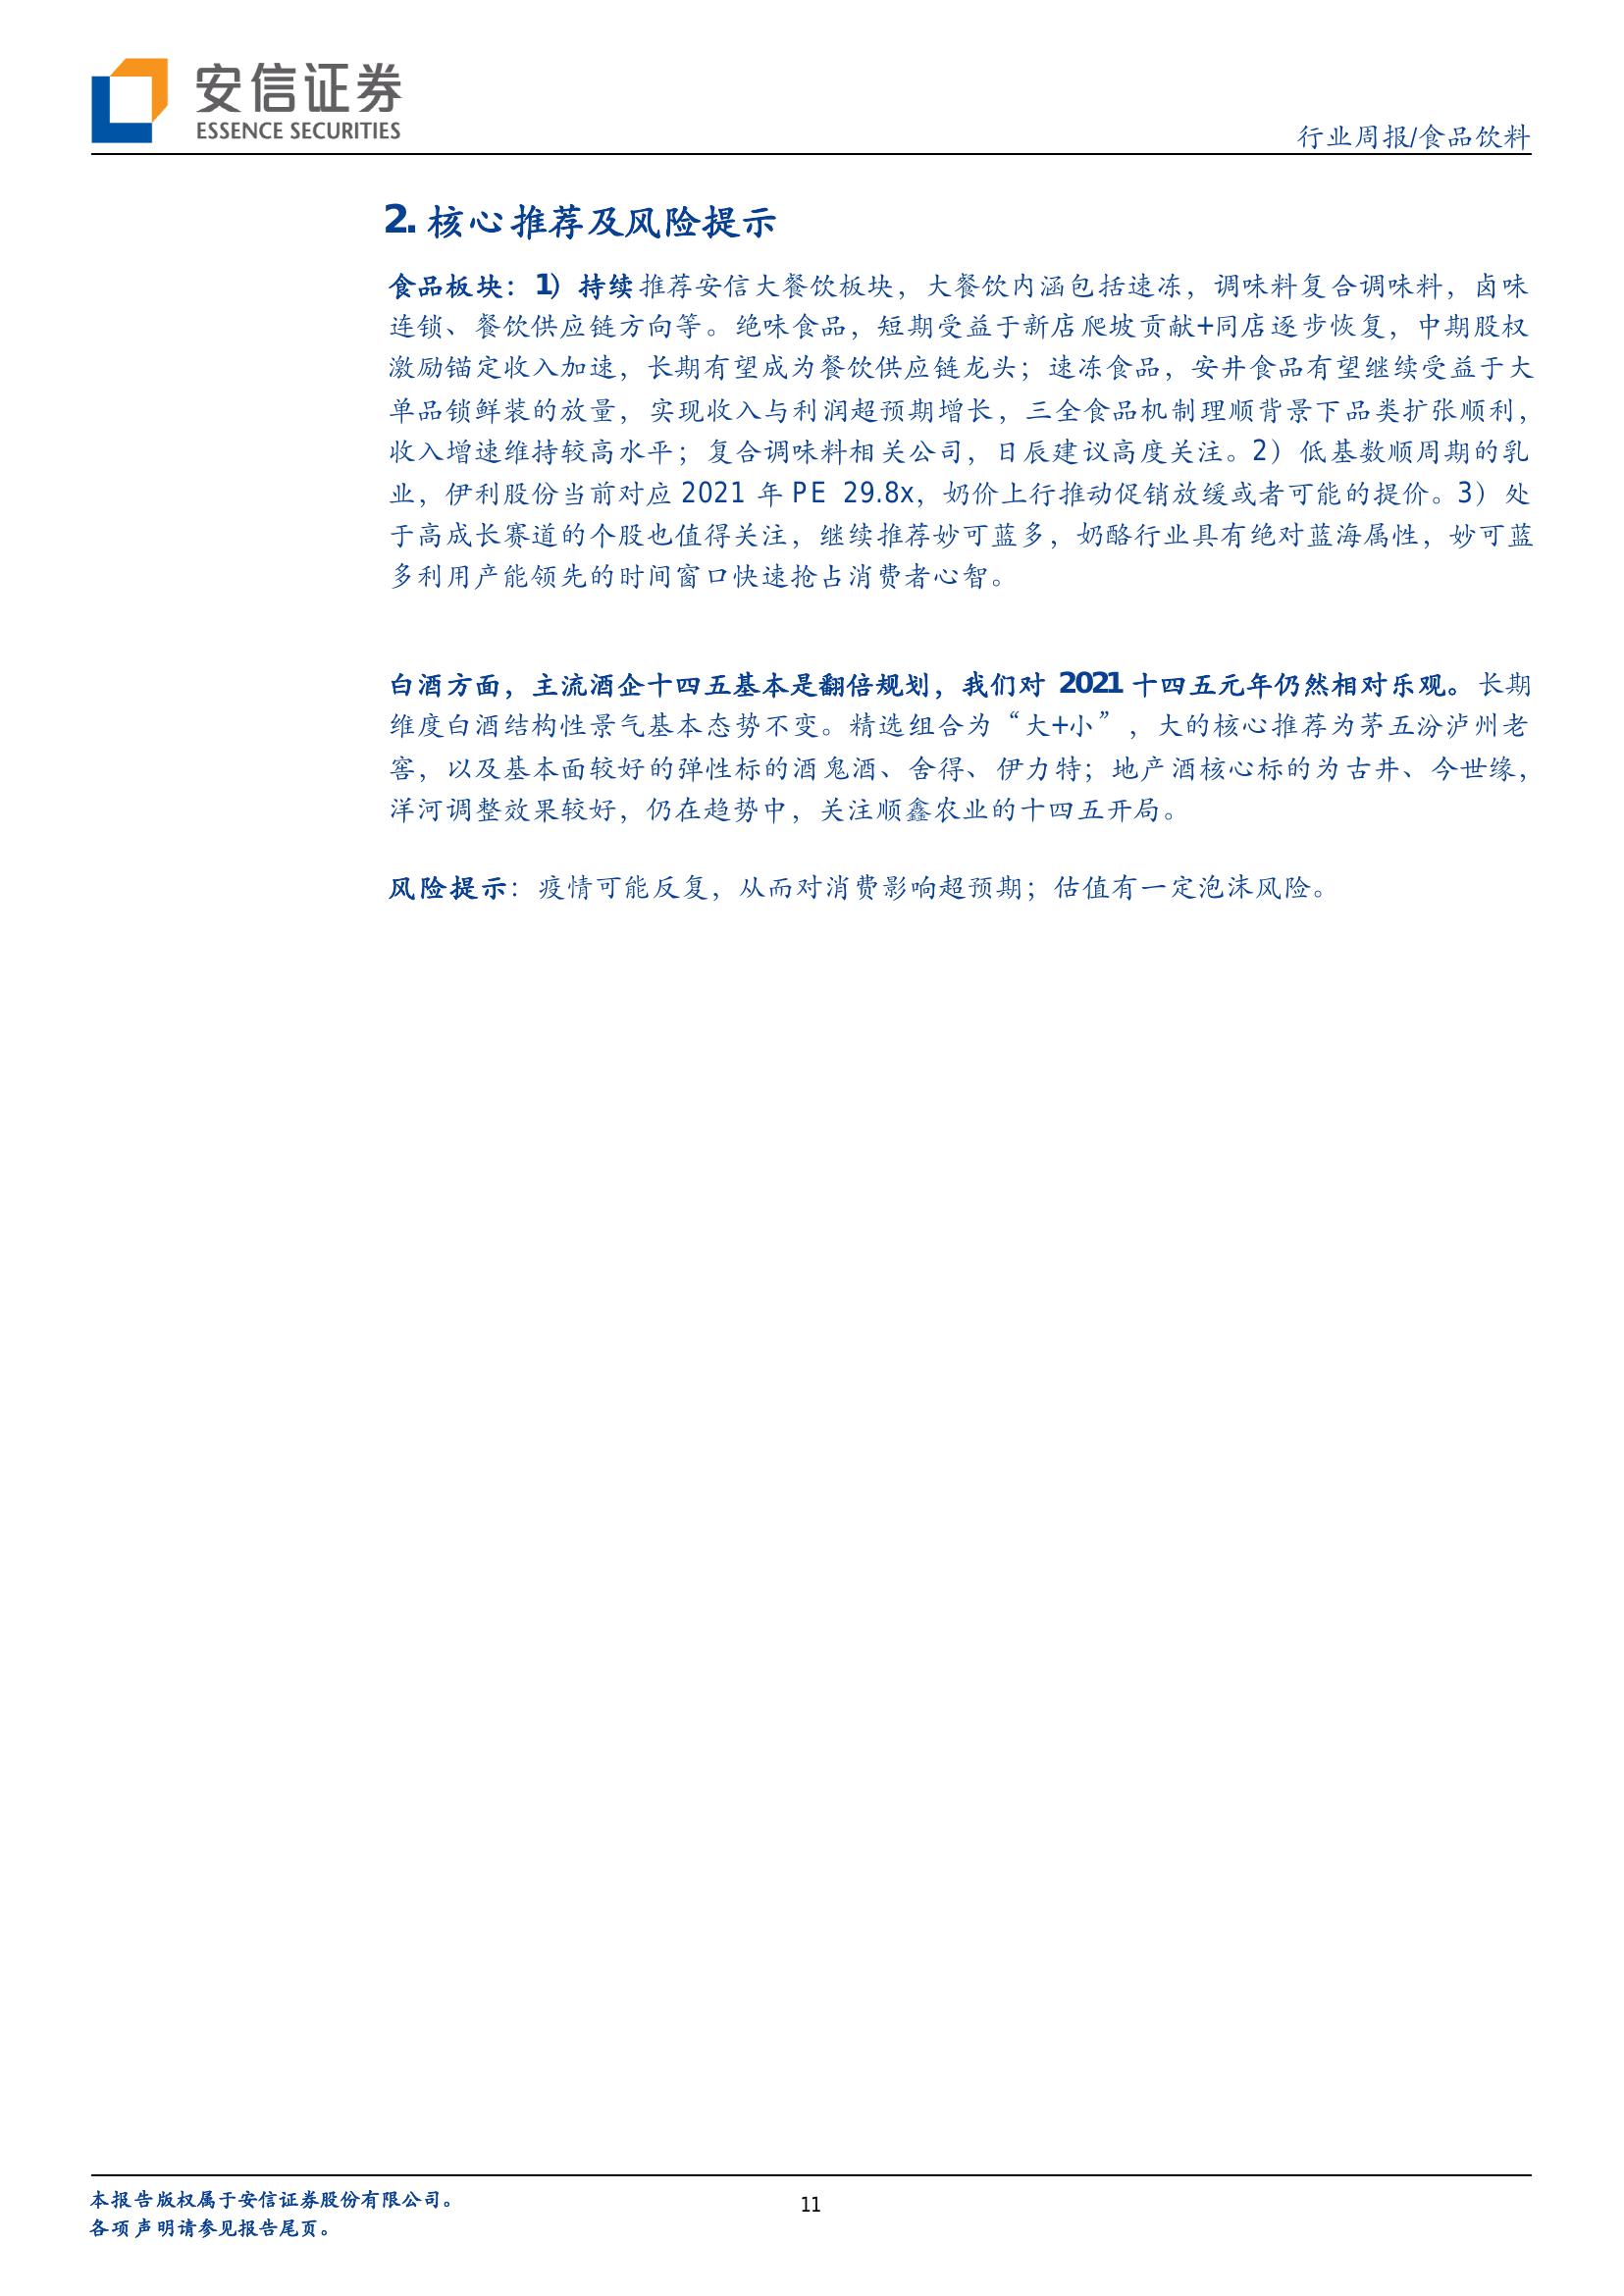 安信证券
ESSENCE SECURITIES
行业周报/食品饮料
2. 核心推荐及风险提示
食品板块：1）持续推荐安信大餐饮板块，大餐饮内涵包括速冻，调味料复合调味料，卤味
连锁、餐饮供应链方向等。绝味食品，短期受益于新店爬坡贡献+同店逐步恢复，中期股权
激励锚定收入加速，长期有望成为餐饮供应链龙头；速冻食品，安井食品有望继续受益于大
单品锁鲜装的放量，实现收入与利润超预期增长，三全食品机制理顺背景下品类扩张顺利，
收入增速维持较高水平；复合调味料相关公司，日辰建议高度关注。2）低基数顺周期的乳
业，伊利股份当前对应 2021 年 PE 29.8x，奶价上行推动促销放缓或者可能的提价。3）处
于高成长赛道的个股也值得关注，继续推荐妙可蓝多，奶酪行业具有绝对蓝海属性，妙可蓝
多利用产能领先的时间窗口快速抢占消费者心智。
白酒方面，主流酒企十四五基本是翻倍规划，我们对 2021 十四五元年仍然相对乐观。长期
维度白酒结构性景气基本态势不变。精选组合为“大+小”，大的核心推荐为茅五汾泸州老
窖，以及基本面较好的弹性标的酒鬼酒、舍得、伊力特；地产酒核心标的为古井、今世缘，
洋河调整效果较好，仍在趋势中，关注顺鑫农业的十四五开局。
风险提示：疫情可能反复，从而对消费影响超预期；估值有一定泡沫风险。
本报告版权属于安信证券股份有限公司。
各项声明请参见报告尾页。
11